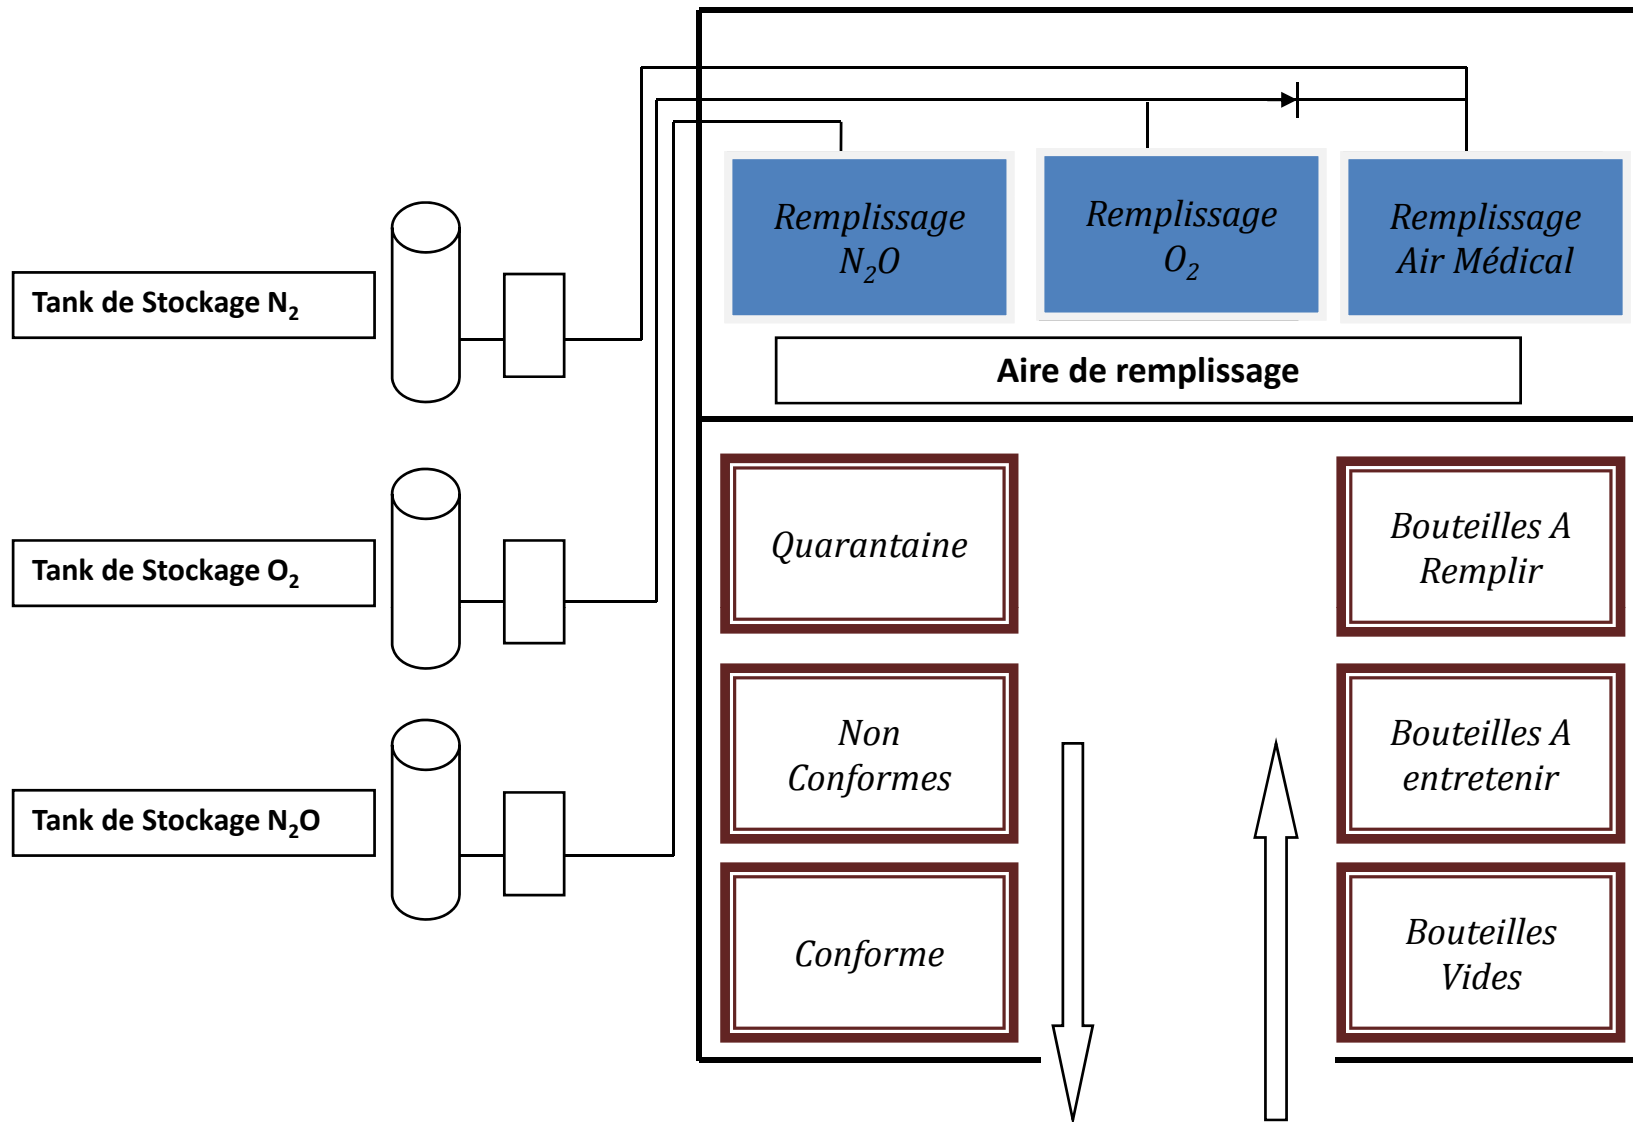 Remplissage
N₂O
Remplissage
O₂
Remplissage
Air Médical
Tank de Stockage N₂
Aire de remplissage
Quarantaine
Bouteilles A
Remplir
Tank de Stockage O₂
Non
Conformes
Bouteilles A
entretenir
Tank de Stockage N₂O
Conforme
Bouteilles
Vides